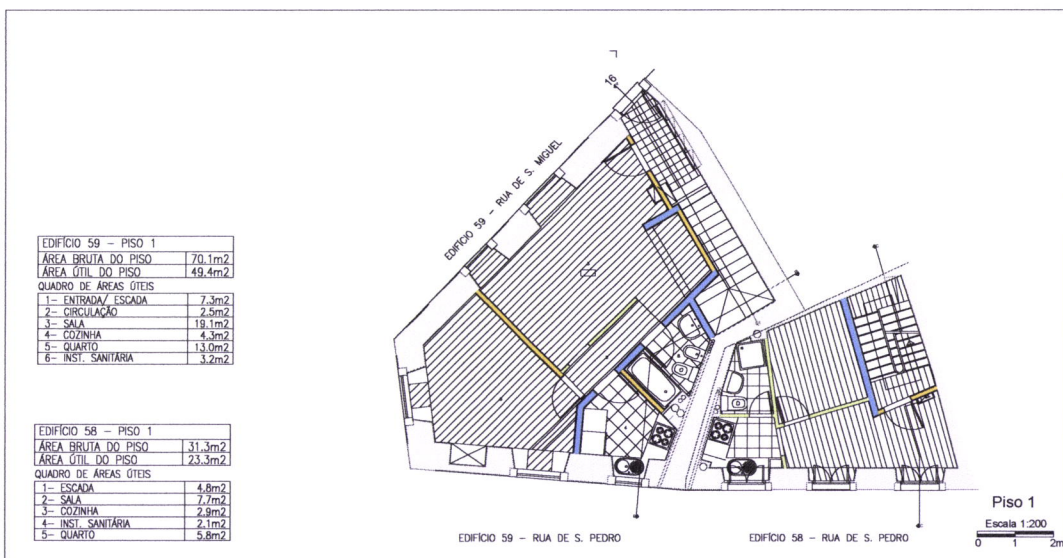 16
EDIFÍCIO 59 - RUA DE S. MIGUEL
EDIFÍCIO 59 - PISO 1
ÁREA BRUTA DO PISO 70.1m2
ÁREA ÚTIL DO PISO 49.4m2
QUADRO DE ÁREAS ÚTEIS
1- ENTRADA/ ESCADA 7.3m2
2- CIRCULAÇÃO 2.5m2
3- SALA 19.1m2
4- COZINHA 4.3m2
5- QUARTO 13.0m2
6- INST. SANITÁRIA 3.2m2
EDIFÍCIO 58 - PISO 1
ÁREA BRUTA DO PISO 31.3m2
ÁREA ÚTIL DO PISO 23.3m2
QUADRO DE ÁREAS ÚTEIS
1- ESCADA 4.8m2
2- SALA 7.7m2
3- COZINHA 2.9m2
4- INST. SANITÁRIA 2.1m2
5- QUARTO 5.8m2
EDIFÍCIO 59 - RUA DE S. PEDRO
EDIFÍCIO 58 - RUA DE S. PEDRO
Piso 1
Escala 1:200
0 1 2m